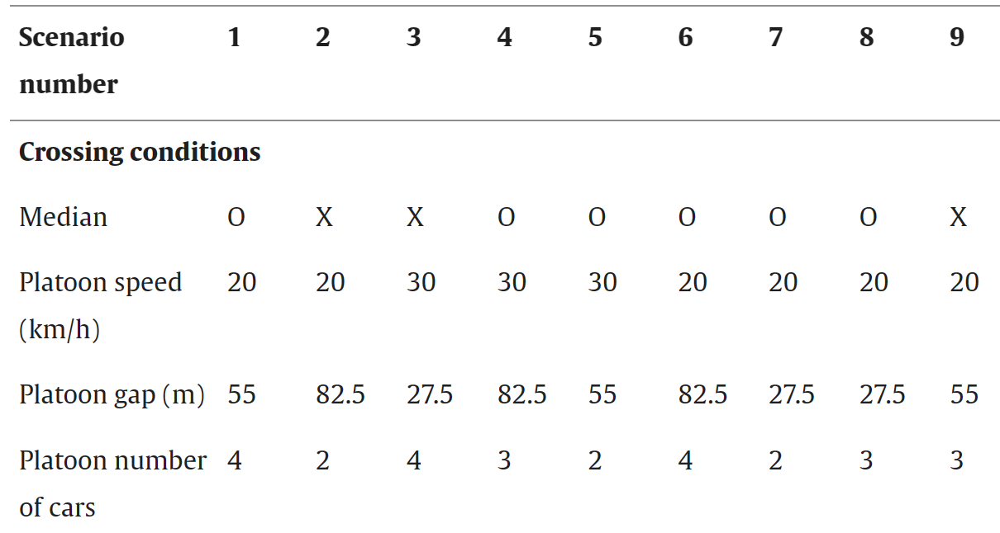 Scenario 1 2 3 4 5 6 7 8 9
number
Crossing conditions
Median O X X O O O O O X
Platoon speed 20 20 30 30 30 20 20 20 20
(km/h)
Platoon gap (m) 55 82.5 27.5 82.5 55 82.5 27.5 27.5 55
Platoon number 4 2 4 3 2 4 2 3 3
of cars